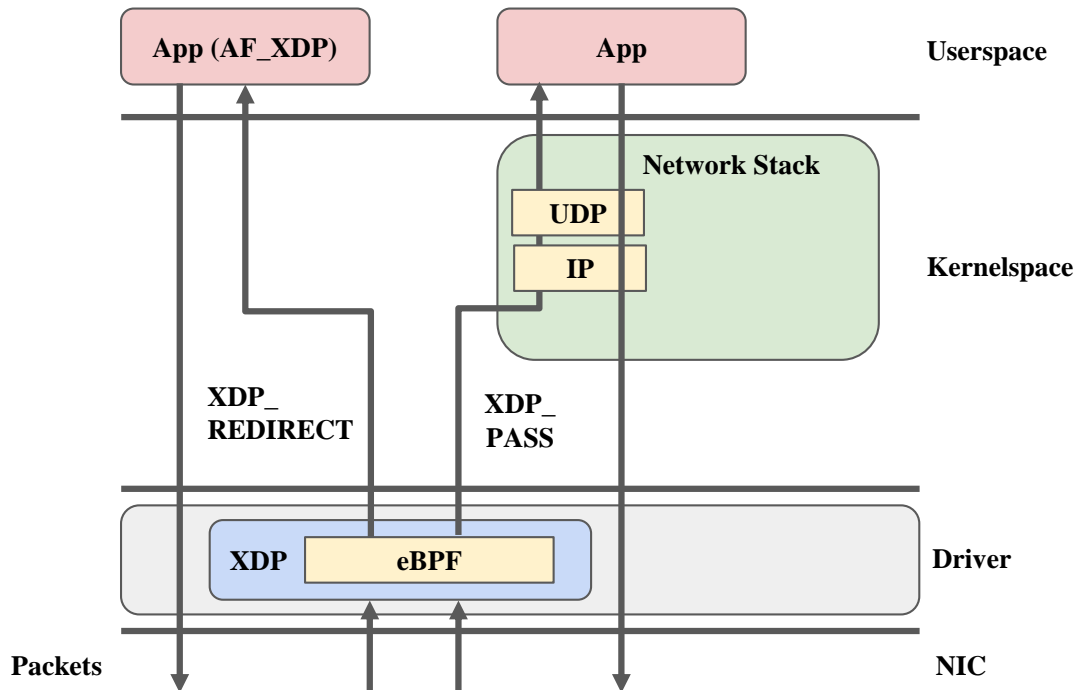 App (AF_XDP)
App
Userspace
Network Stack
UDP
IP
Kernelspace
XDP_
REDIRECT
XDP_
PASS
XDP
eBPF
Driver
Packets
NIC